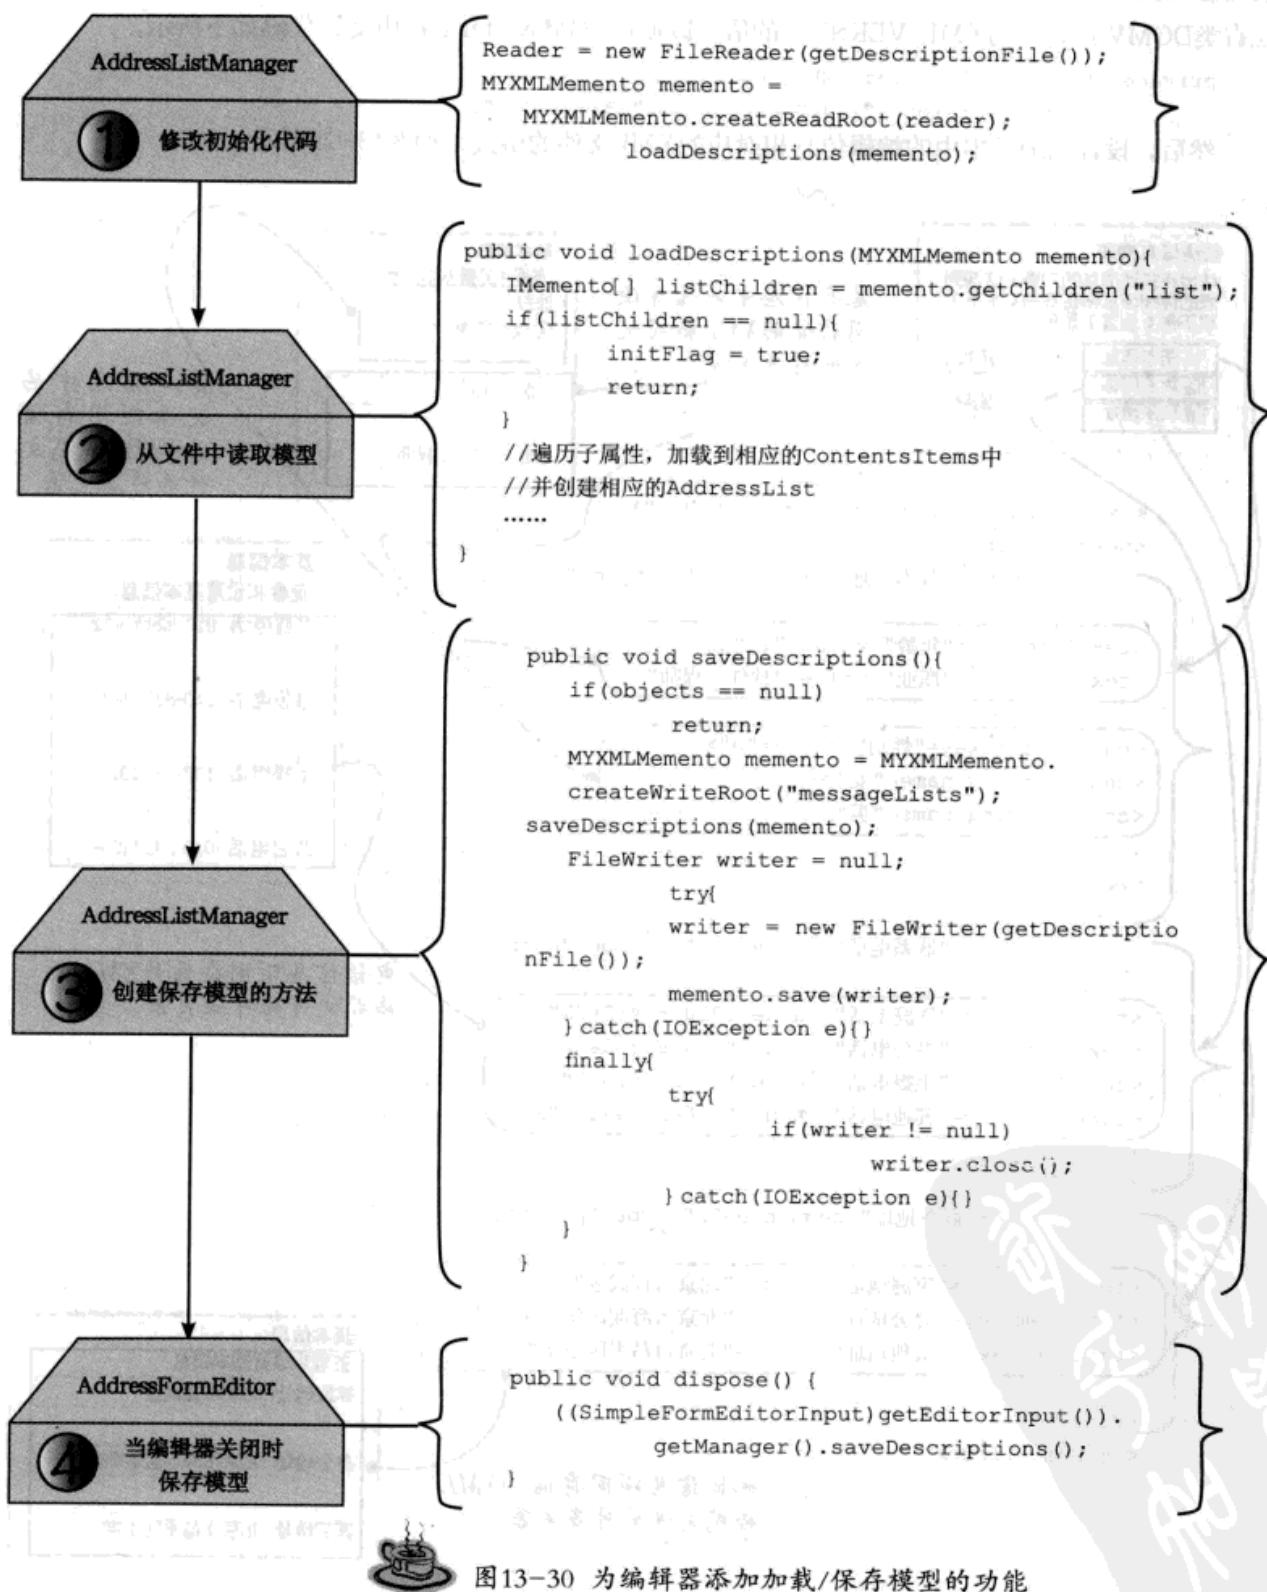 AddressListManager
1 修改初始化代码
Reader = new FileReader(getDescriptionFile());
MYXMLMemento memento =
MYXMLMemento.createReadRoot(reader);
loadDescriptions(memento);
AddressListManager
2 从文件中读取模型
public void loadDescriptions(MYXMLMemento memento){
IMemento[] listChildren = memento.getChildren("list");
if(listChildren == null){
initFlag = true;
return;
}
//遍历子属性，加载到相应的ContentsItems中
//并创建相应的AddressList
……
}
AddressListManager
3 创建保存模型的方法
public void saveDescriptions(){
if(objects == null)
return;
MYXMLMemento memento = MYXMLMemento.
createWriteRoot("messageLists");
saveDescriptions(memento);
FileWriter writer = null;
try{
writer = new FileWriter(getDescriptio
nFile());
memento.save(writer);
}catch(IOException e){}
finally{
try{
if(writer != null)
writer.close();
}catch(IOException e){}
}
}
AddressFormEditor
4 当编辑器关闭时
保存模型
public void dispose() {
((SimpleFormEditorInput)getEditorInput()).
getManager().saveDescriptions();
}
图13-30 为编辑器添加加载/保存模型的功能